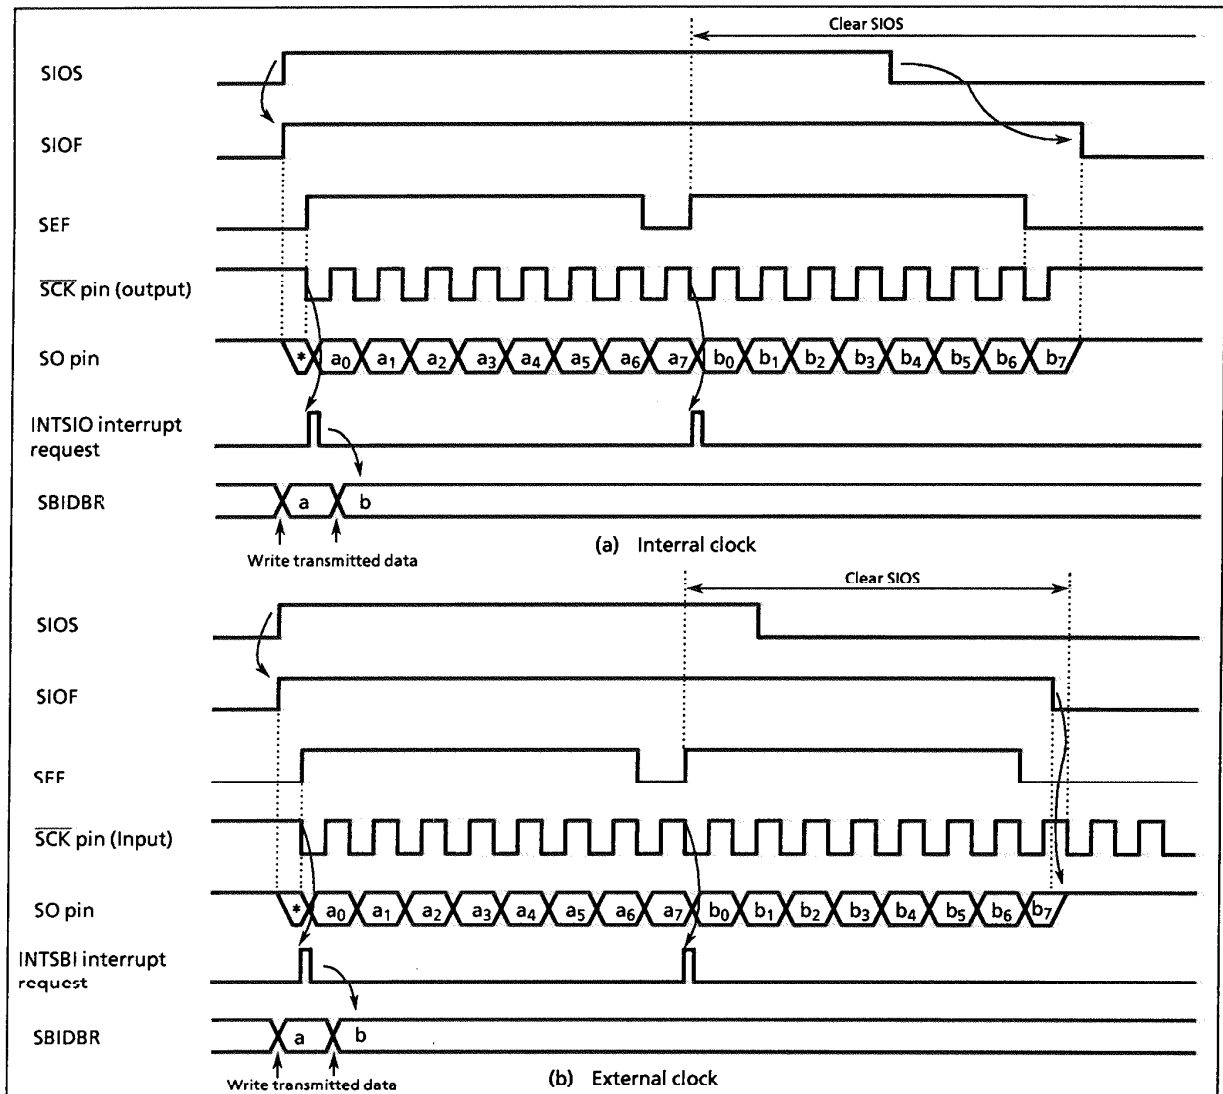 Clear SIOS
SIOS
SIOF
SEF
SCK pin (output)
SO pin
* a0 a1 a2 a3 a4 a5 a6 a7 b0 b1 b2 b3 b4 b5 b6 b7
INTSIO interrupt
request
SBIDBR
a b
Write transmitted data
(a) Interral clock
Clear SIOS
SIOS
SIOF
SEF
SCK pin (Input)
SO pin
* a0 a1 a2 a3 a4 a5 a6 a7 b0 b1 b2 b3 b4 b5 b6 b7
INTSBI interrupt
request
SBIDBR
a b
Write transmitted data
(b) External clock